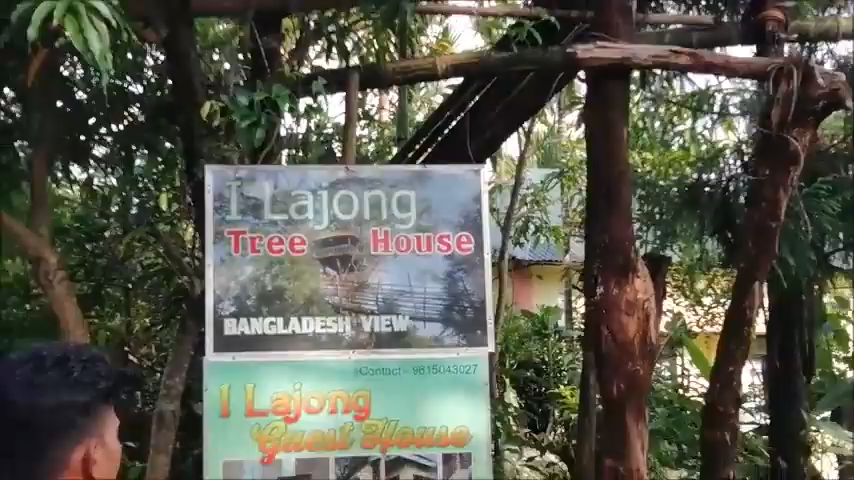 I Lajong
Tree House
BANGLADESH VIEW
Contact - 9615043027
I Lajong
Guest House